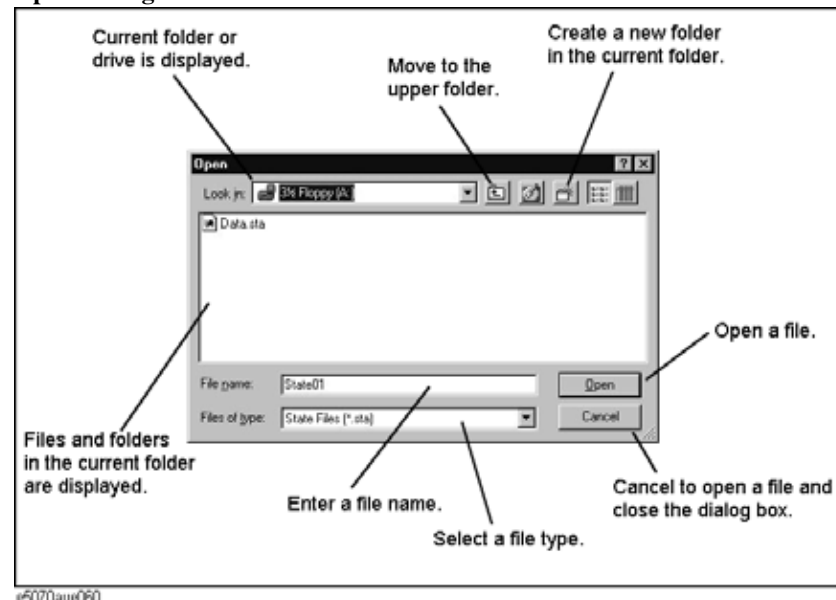 Current folder or
drive is displayed.
Move to the
upper folder.
Create a new folder
in the current folder.
Open
Look in: 3½ Floppy (A:
Data.sta
File name: State01
Open
Files of type: State Files (*.sta)
Cancel
Open a file.
Files and folders
in the current folder
are displayed.
Enter a file name.
Select a file type.
Cancel to open a file and
close the dialog box.